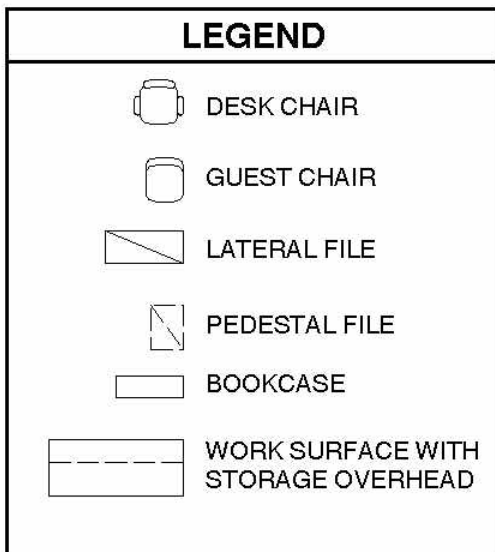 LEGEND
DESK CHAIR
GUEST CHAIR
LATERAL FILE
PEDESTAL FILE
BOOKCASE
WORK SURFACE WITH
STORAGE OVERHEAD